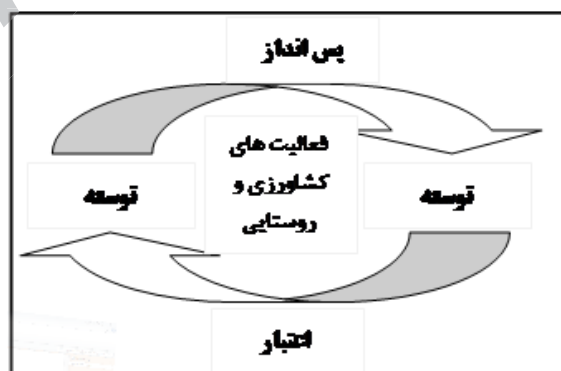 پس انداز
فعالیت های
کشاورزی و
روستایی
توسعه
توسعه
اعتبار